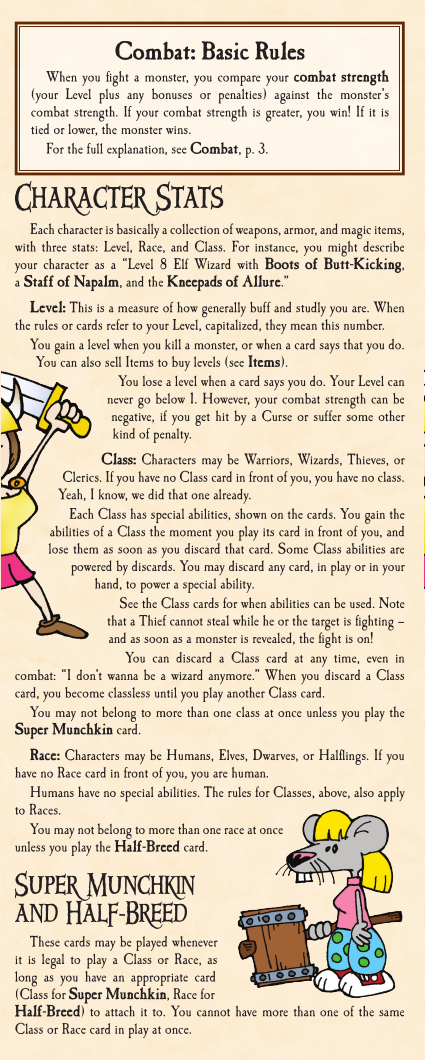 Combat: Basic Rules
When you fight a monster, you compare your combat strength
(your Level plus any bonuses or penalties) against the monster's
combat strength. If your combat strength is greater, you win! If it is
tied or lower, the monster wins.
For the full explanation, see Combat, p. 3.
CHARACTER STATS
Each character is basically a collection of weapons, armor, and magic items,
with three stats: Level, Race, and Class. For instance, you might describe
your character as a “Level 8 Elf Wizard with Boots of Butt-Kicking,
a Staff of Napalm, and the Kneepads of Allure.”
Level: This is a measure of how generally buff and studly you are. When
the rules or cards refer to your Level, capitalized, they mean this number.
You gain a level when you kill a monster, or when a card says that you do.
You can also sell Items to buy levels (see Items).
You lose a level when a card says you do. Your Level can
never go below 1. However, your combat strength can be
negative, if you get hit by a Curse or suffer some other
kind of penalty.
Class: Characters may be Warriors, Wizards, Thieves, or
Clerics. If you have no Class card in front of you, you have no class.
Yeah, I know, we did that one already.
Each Class has special abilities, shown on the cards. You gain the
abilities of a Class the moment you play its card in front of you, and
lose them as soon as you discard that card. Some Class abilities are
powered by discards. You may discard any card, in play or in your
hand, to power a special ability.
See the Class cards for when abilities can be used. Note
that a Thief cannot steal while he or the target is fighting –
and as soon as a monster is revealed, the fight is on!
You can discard a Class card at any time, even in
combat: “I don't wanna be a wizard anymore.” When you discard a Class
card, you become classless until you play another Class card.
You may not belong to more than one class at once unless you play the
Super Munchkin card.
Race: Characters may be Humans, Elves, Dwarves, or Halflings. If you
have no Race card in front of you, you are human.
Humans have no special abilities. The rules for Classes, above, also apply
to Races.
You may not belong to more than one race at once
unless you play the Half-Breed card.
SUPER MUNCHKIN
AND HALF-BREED
These cards may be played whenever
it is legal to play a Class or Race, as
long as you have an appropriate card
(Class for Super Munchkin, Race for
Half-Breed) to attach it to. You cannot have more than one of the same
Class or Race card in play at once.